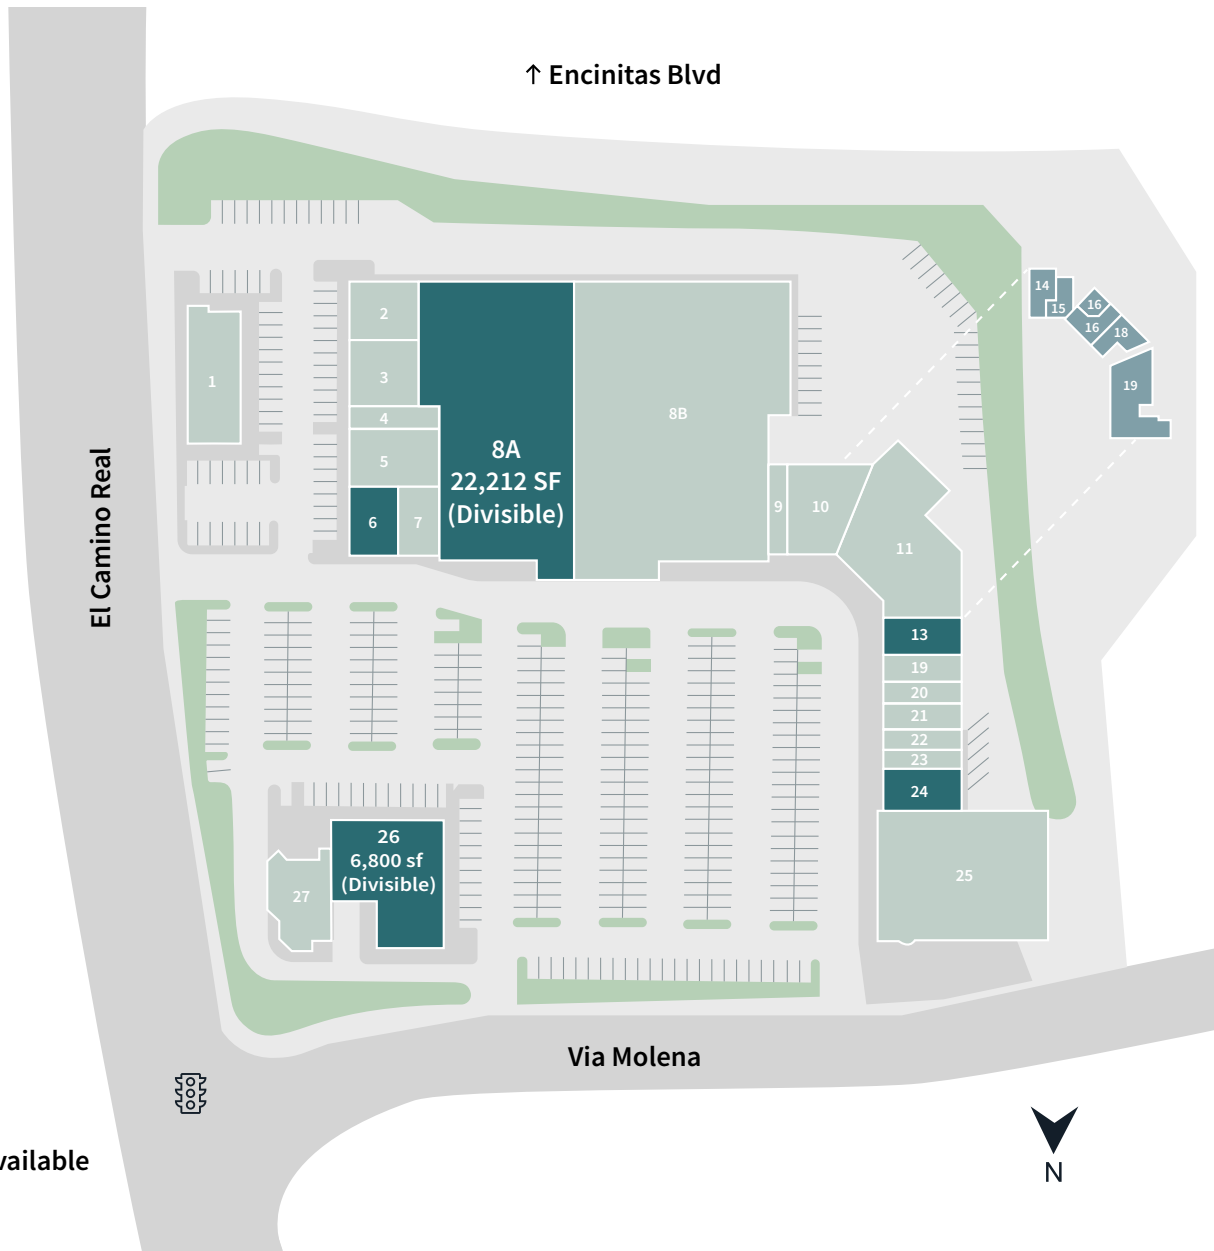 ↑ Encinitas Blvd
14
15
16
16
18
19
1
2
3
4
5
6
7
8A
22,212 SF
(Divisible)
8B
9
10
11
El Camino Real
13
19
20
21
22
23
24
25
26
6,800 sf
(Divisible)
27
Via Molena
N
vailable